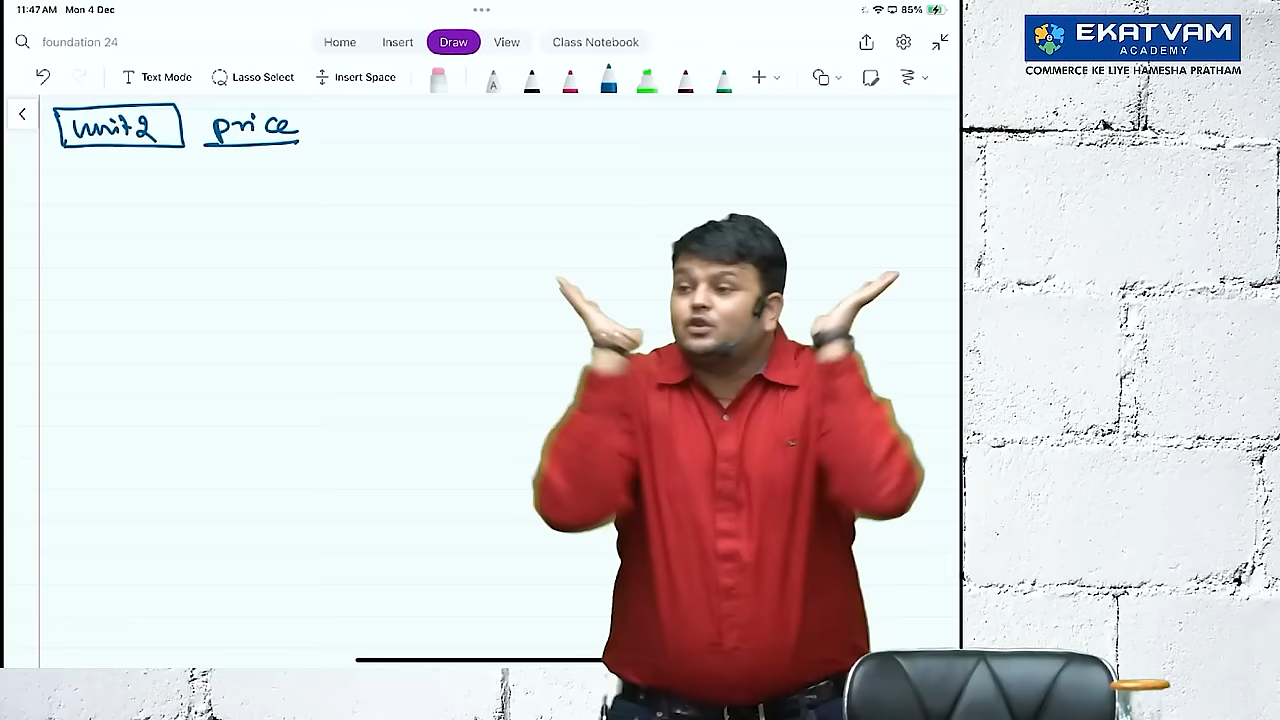 11:47 AM Mon 4 Dec
85%
foundation 24
Home Insert Draw View Class Notebook
Text Mode Lasso Select Insert Space
unit 2 price
EKATVAM
ACADEMY
COMMERCE KE LIYE HAMESHA PRATHAM